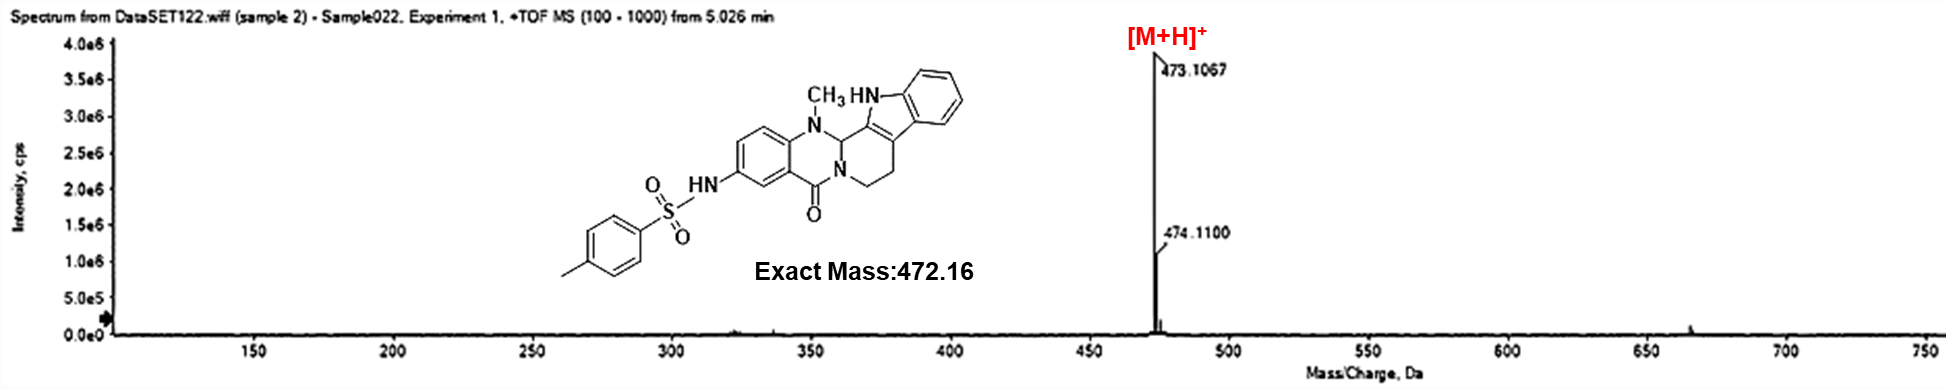 Spectrum from DataSET122.wiff (sample 2) - Sample022, Experiment 1, +TOF MS (100 - 1000) from 5.026 min
[M+H]+
4.0e6
473.1067
3.5e6
CH3 HN
3.0e6
N
2.5e6
N
HN
2.0e6
O
S
O
O
1.5e6
474.1100
1.0e6
Exact Mass:472.16
5.0e5
0.0e0
Intensity, cps
150 200 250 300 350 400 450 500 550 600 650 700 750
Mass/Charge, Da